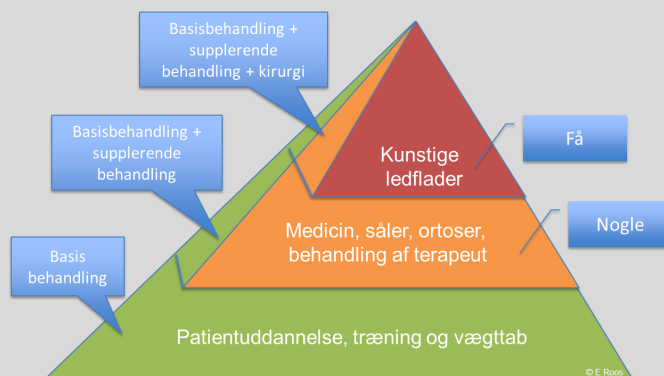 Basisbehandling +
supplerende
behandling + kirurgi
Basisbehandling +
supplerende
behandling
Basis
behandling
Kunstige
ledflader
Få
Medicin, såler, ortoser,
behandling af terapeut
Nogle
Patientuddannelse, træning og vægttab
© E Roos